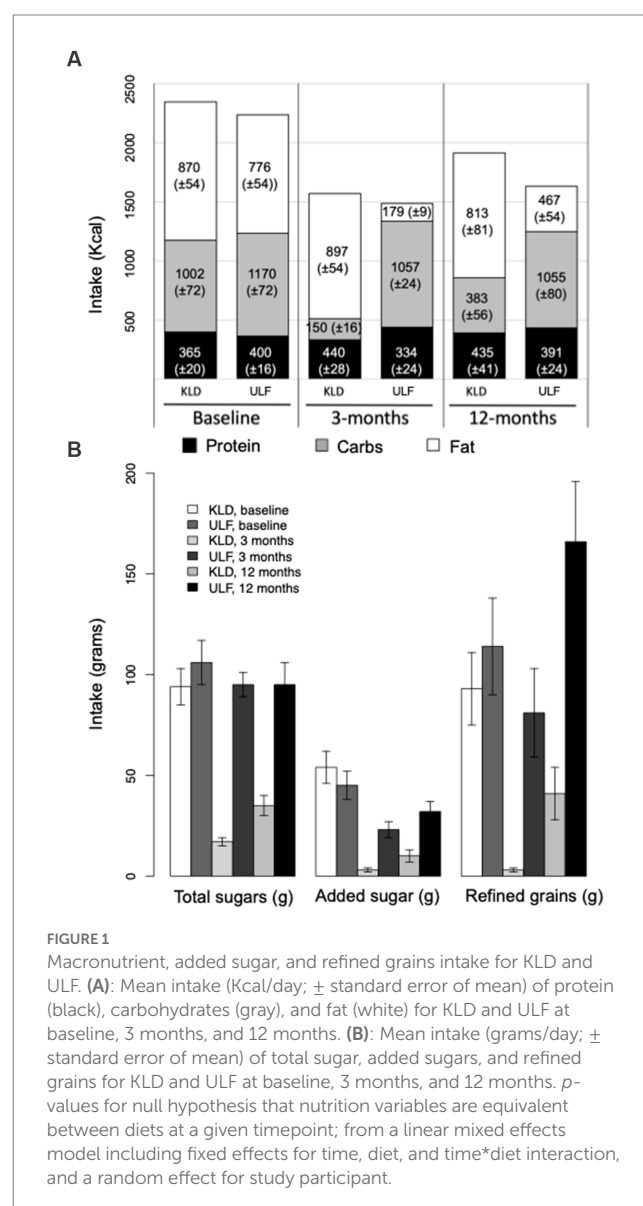 A
Intake (Kcal)
2500
2000
1500
1000
500
870
(±54)
1002
(±72)
365
(±20)
776
(±54))
1170
(±72)
400
(±16)
897
(±54)
150 (±16)
440
(±28)
179 (±9)
1057
(±24)
334
(±24)
813
(±81)
383
(±56)
435
(±41)
467
(±54)
1055
(±80)
391
(±24)
KLD ULF KLD ULF KLD ULF
Baseline 3-months 12-months
Protein Carbs Fat
B
Intake (grams)
200
150
100
50
0
KLD, baseline
ULF, baseline
KLD, 3 months
ULF, 3 months
KLD, 12 months
ULF, 12 months
Total sugars (g) Added sugar (g) Refined grains (g)
FIGURE 1
Macronutrient, added sugar, and refined grains intake for KLD and
ULF. (A): Mean intake (Kcal/day; ± standard error of mean) of protein
(black), carbohydrates (gray), and fat (white) for KLD and ULF at
baseline, 3 months, and 12 months. (B): Mean intake (grams/day; ±
standard error of mean) of total sugar, added sugars, and refined
grains for KLD and ULF at baseline, 3 months, and 12 months. p-
values for null hypothesis that nutrition variables are equivalent
between diets at a given timepoint; from a linear mixed effects
model including fixed effects for time, diet, and time*diet interaction,
and a random effect for study participant.